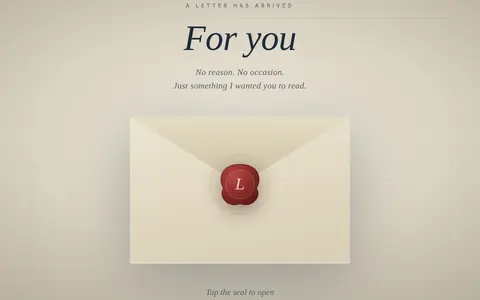 A LETTER HAS ARRIVED
For you
No reason. No occasion.
Just something I wanted you to read.
L
Tap the seal to open